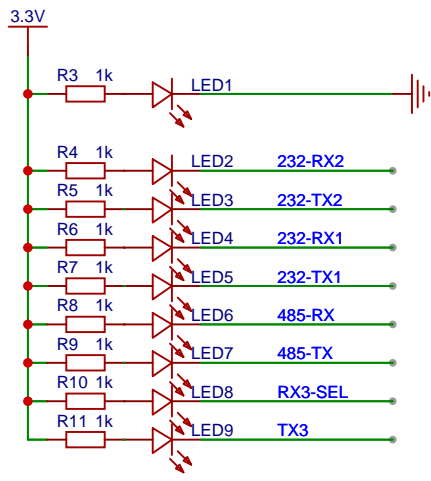 3.3V
R3 1k LED1
R4 1k LED2 232-RX2
R5 1k LED3 232-TX2
R6 1k LED4 232-RX1
R7 1k LED5 232-TX1
R8 1k LED6 485-RX
R9 1k LED7 485-TX
R10 1k LED8 RX3-SEL
R11 1k LED9 TX3